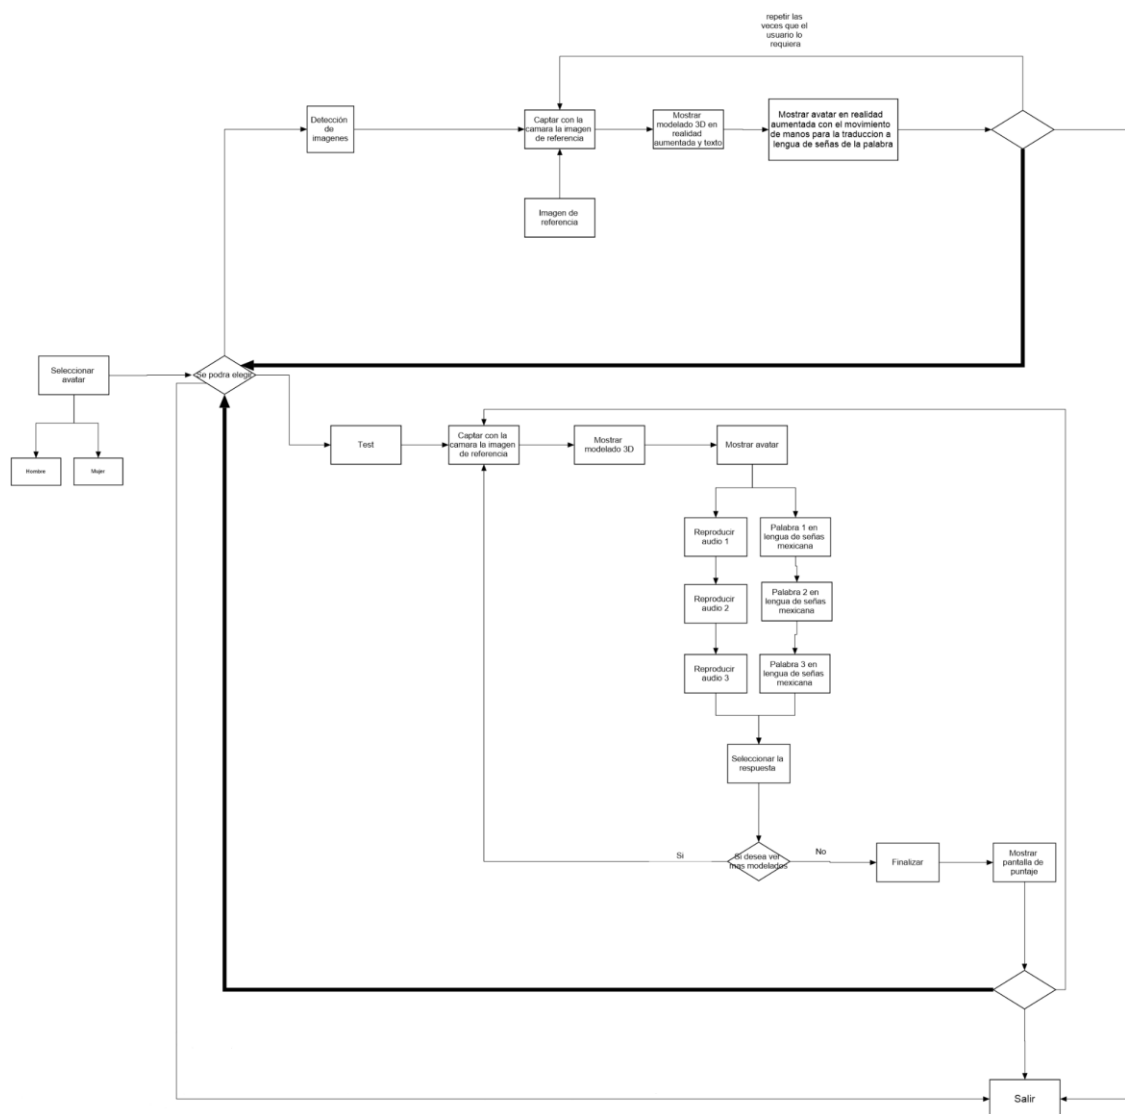 repetir las
veces que el
usuario lo
requiera
Detección
de
imagenes
Captar con la
camara la imagen
de referencia
Mostrar
modelado 3D en
realidad
aumentada y texto
Mostrar avatar en realidad
aumentada con el movimiento
de manos para la traduccion a
lengua de señas de la palabra
Imagen de
referencia
Seleccionar
avatar
Se podra elegir
Hombre
Mujer
Test
Captar con la
camara la imagen
de referencia
Mostrar
modelado 3D
Mostrar avatar
Reproducir
audio 1
Palabra 1 en
lengua de señas
mexicana
Reproducir
audio 2
Palabra 2 en
lengua de señas
mexicana
Reproducir
audio 3
Palabra 3 en
lengua de señas
mexicana
Seleccionar la
respuesta
Si
Si desea ver
mas modelados
No
Finalizar
Mostrar
pantalla de
puntaje
Salir